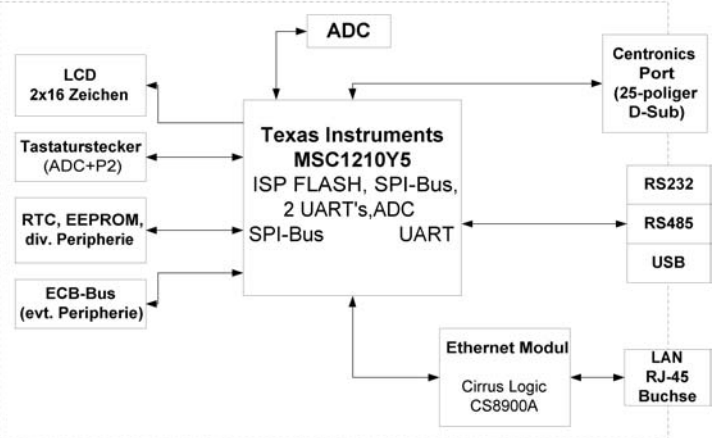 ADC
LCD
2x16 Zeichen
Tastaturstecker
(ADC+P2)
RTC, EEPROM,
div. Peripherie
ECB-Bus
(evt. Peripherie)
Texas Instruments
MSC1210Y5
ISP FLASH, SPI-Bus,
2 UART's,ADC
SPI-Bus UART
Centronics
Port
(25-poliger
D-Sub)
RS232
RS485
USB
Ethernet Modul
Cirrus Logic
CS8900A
LAN
RJ-45
Buchse